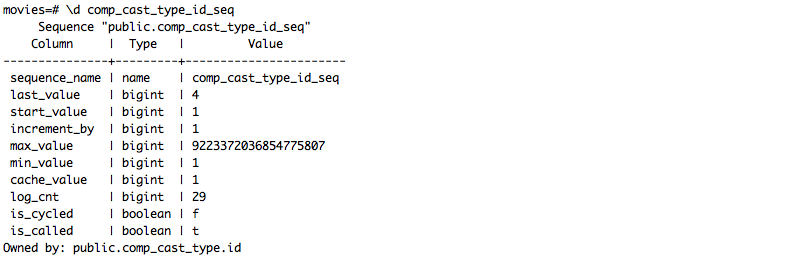 movies=# \d comp_cast_type_id_seq
     Sequence "public.comp_cast_type_id_seq"
    Column     |  Type   |        Value
---------------+---------+----------------------
 sequence_name | name    | comp_cast_type_id_seq
 last_value    | bigint  | 4
 start_value   | bigint  | 1
 increment_by  | bigint  | 1
 max_value     | bigint  | 9223372036854775807
 min_value     | bigint  | 1
 cache_value   | bigint  | 1
 log_cnt       | bigint  | 29
 is_cycled     | boolean | f
 is_called     | boolean | t
Owned by: public.comp_cast_type.id